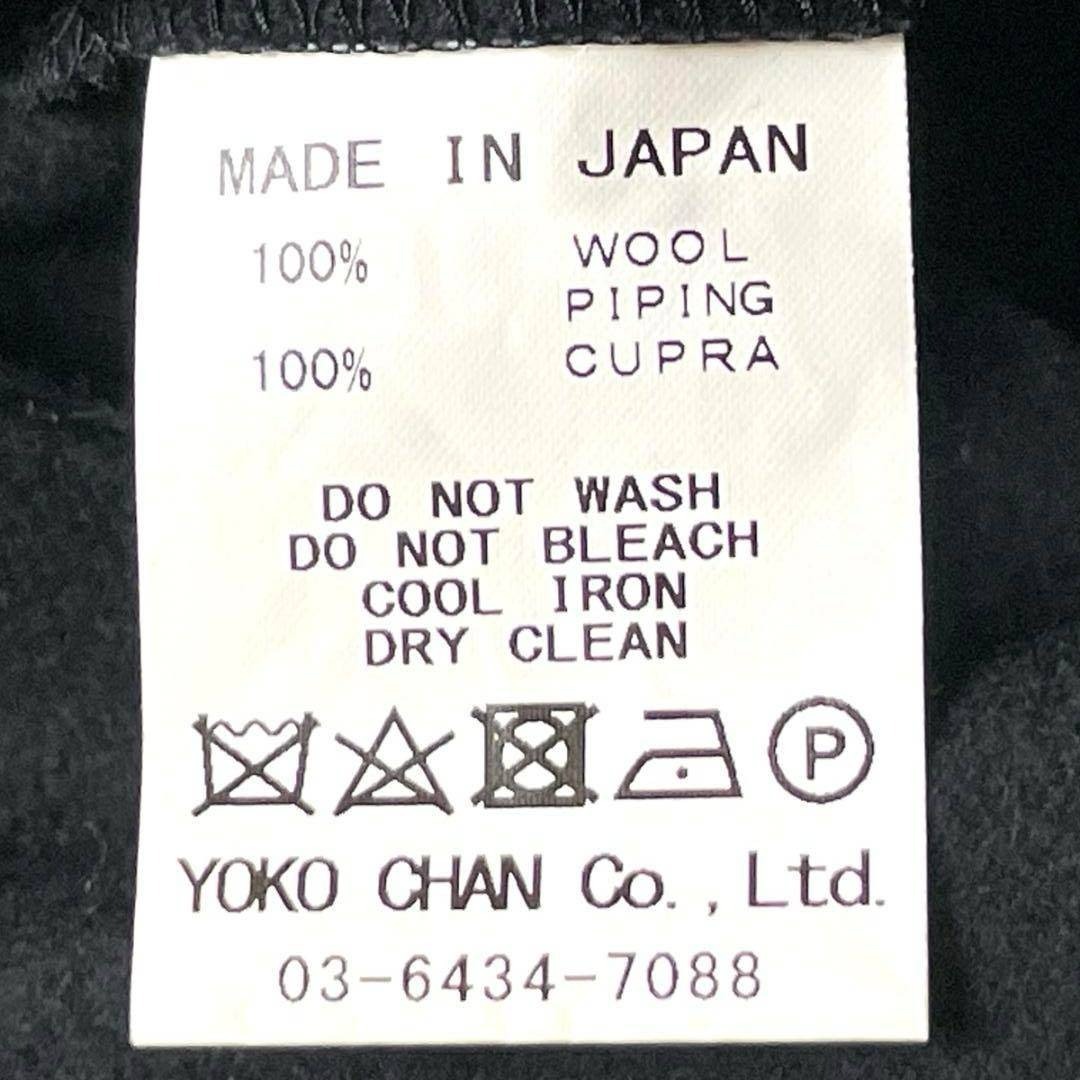 MADE IN JAPAN
100% WOOL
PIPING
100% CUPRA
DO NOT WASH
DO NOT BLEACH
COOL IRON
DRY CLEAN
P
YOKO CHAN Co., Ltd.
03-6434-7088